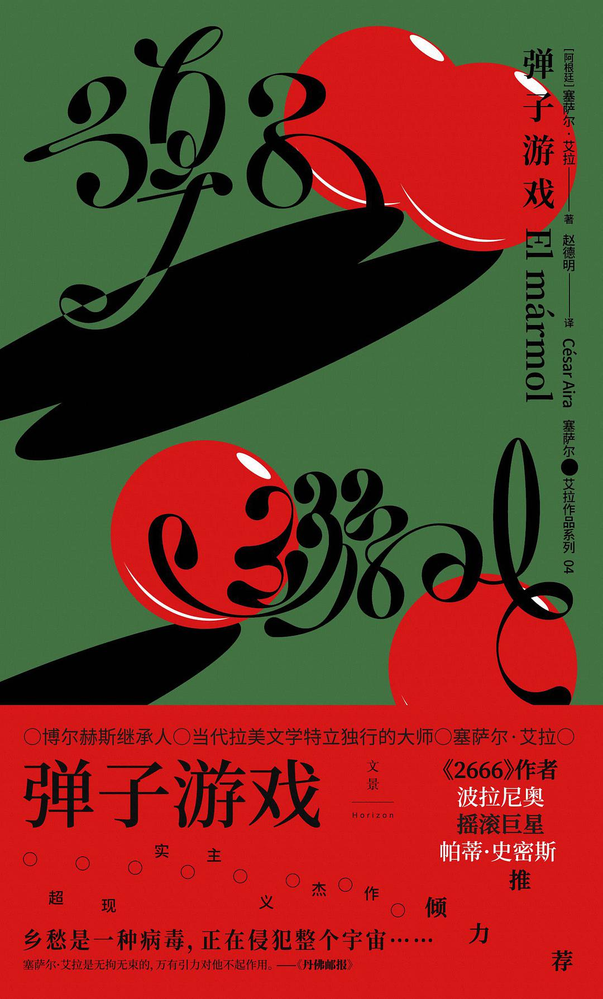 弹子游戏
弹子游戏 El mármol
[阿根廷]塞萨尔·艾拉——著 赵德明——译 César Aira 塞萨尔●艾拉作品系列 04
○博尔赫斯继承人○当代拉美文学特立独行的大师○塞萨尔·艾拉○
弹子游戏
文景
Horizon
《2666》作者
波拉尼奥
摇滚巨星
帕蒂·史密斯
倾力推荐
○超○现○实○主○义○杰○作○
乡愁是一种病毒，正在侵犯整个宇宙……
塞萨尔·艾拉是无拘无束的，万有引力对他不起作用。——《丹佛邮报》